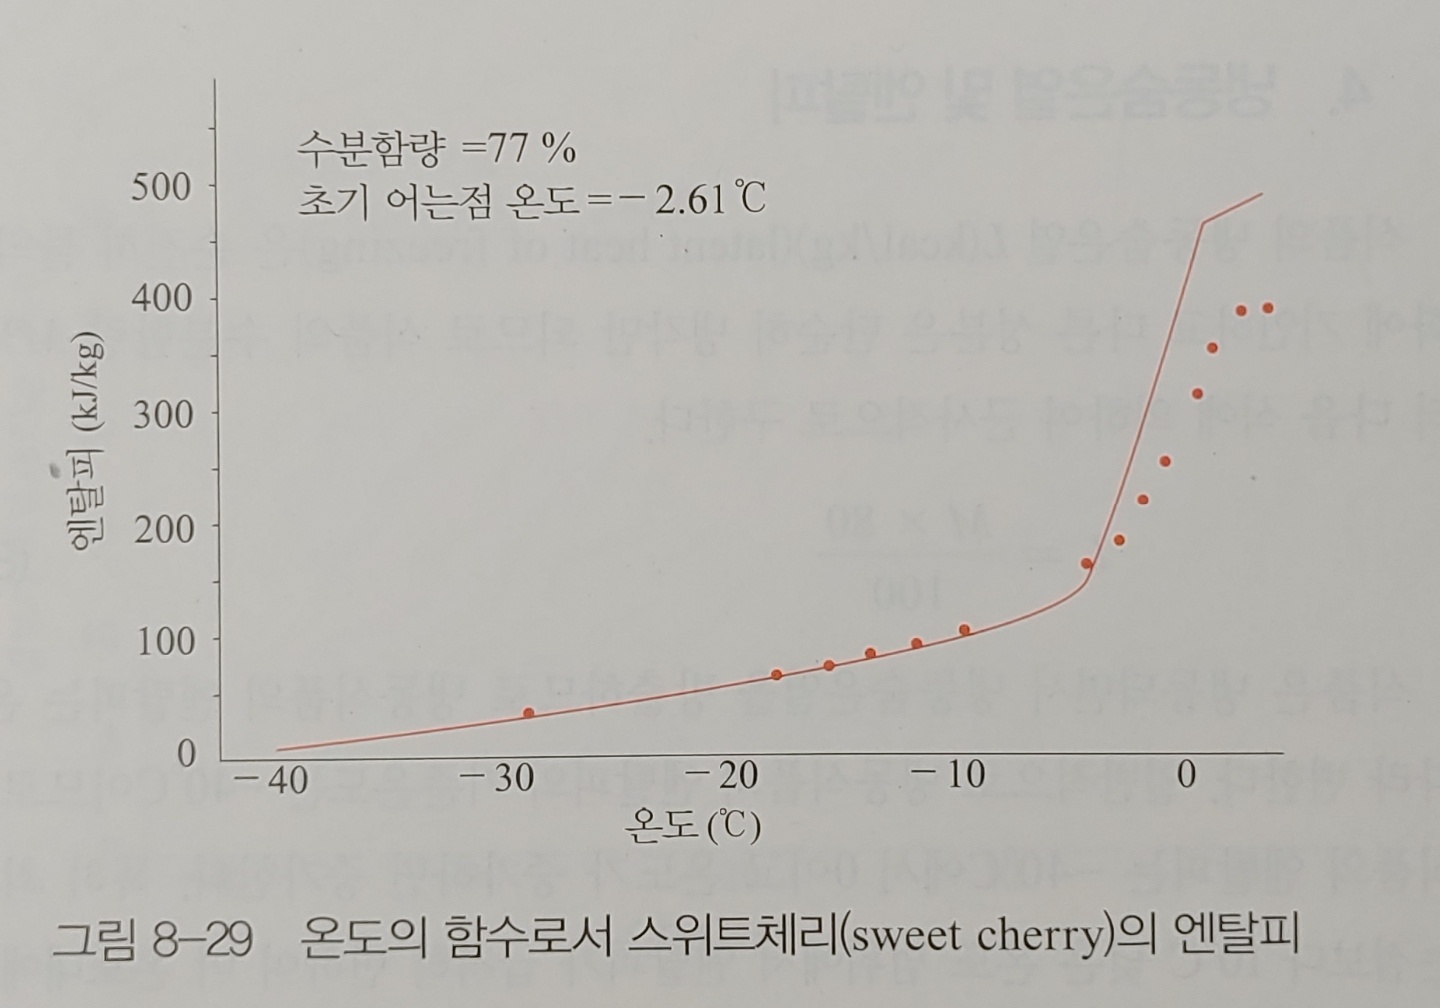 수분함량 =77 %
초기 어는점 온도=－2.61℃
500
400
300
200
100
0
엔탈피 (kJ/kg)
－40 －30 －20 －10 0
온도(℃)
그림 8-29 온도의 함수로서 스위트체리(sweet cherry)의 엔탈피